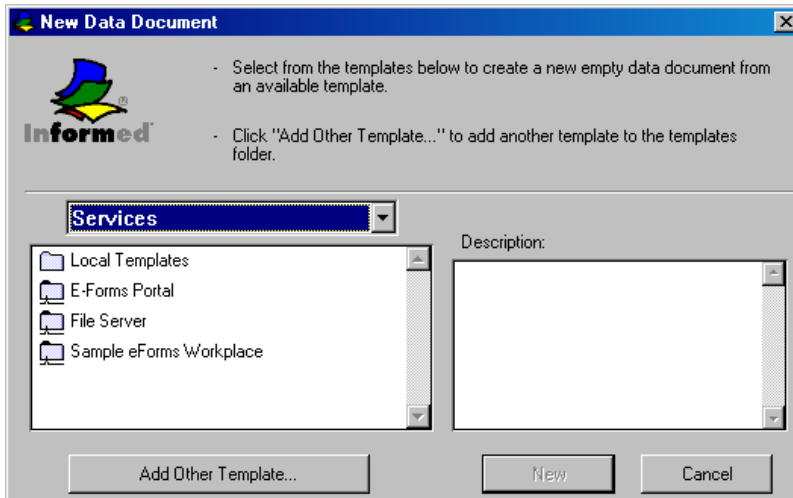 New Data Document
- Select from the templates below to create a new empty data document from
an available template.
Informed
®
- Click "Add Other Template..." to add another template to the templates
folder.
Services
Description:
Local Templates
E-Forms Portal
File Server
Sample eForms Workplace
Add Other Template...
New
Cancel